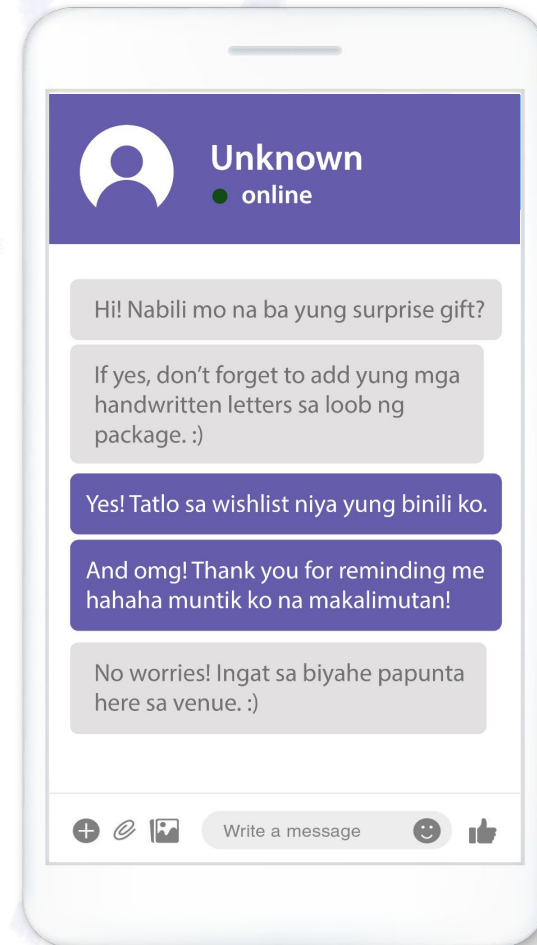 Unknown
online
Hi! Nabili mo na ba yung surprise gift?
If yes, don't forget to add yung mga
handwritten letters sa loob ng
package. :)
Yes! Tatlo sa wishlist niya yung binili ko.
And omg! Thank you for reminding me
hahaha muntik ko na makalimutan!
No worries! Ingat sa biyahe papunta
here sa venue. :)
Write a message